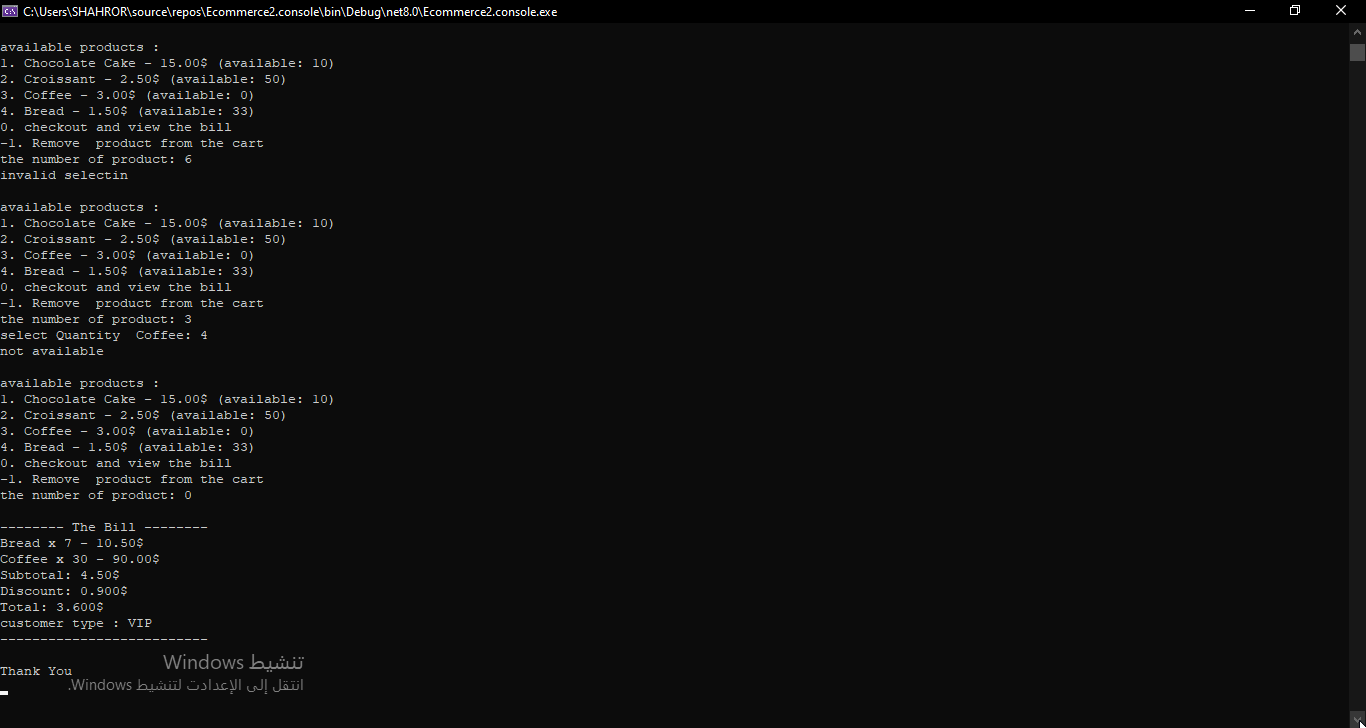 C:\Users\SHAHROR\source\repos\Ecommerce2.console\bin\Debug\net8.0\Ecommerce2.console.exe
available products :
1. Chocolate Cake - 15.00$ (available: 10)
2. Croissant - 2.50$ (available: 50)
3. Coffee - 3.00$ (available: 0)
4. Bread - 1.50$ (available: 33)
0. checkout and view the bill
-1. Remove  product from the cart
the number of product: 6
invalid selectin
available products :
1. Chocolate Cake - 15.00$ (available: 10)
2. Croissant - 2.50$ (available: 50)
3. Coffee - 3.00$ (available: 0)
4. Bread - 1.50$ (available: 33)
0. checkout and view the bill
-1. Remove  product from the cart
the number of product: 3
select Quantity  Coffee: 4
not available
available products :
1. Chocolate Cake - 15.00$ (available: 10)
2. Croissant - 2.50$ (available: 50)
3. Coffee - 3.00$ (available: 0)
4. Bread - 1.50$ (available: 33)
0. checkout and view the bill
-1. Remove  product from the cart
the number of product: 0
-------- The Bill --------
Bread x 7 - 10.50$
Coffee x 30 - 90.00$
Subtotal: 4.50$
Discount: 0.900$
Total: 3.600$
customer type : VIP
--------------------------
تنشيط Windows
Thank You
انتقل إلى الإعدادت لتنشيط Windows.